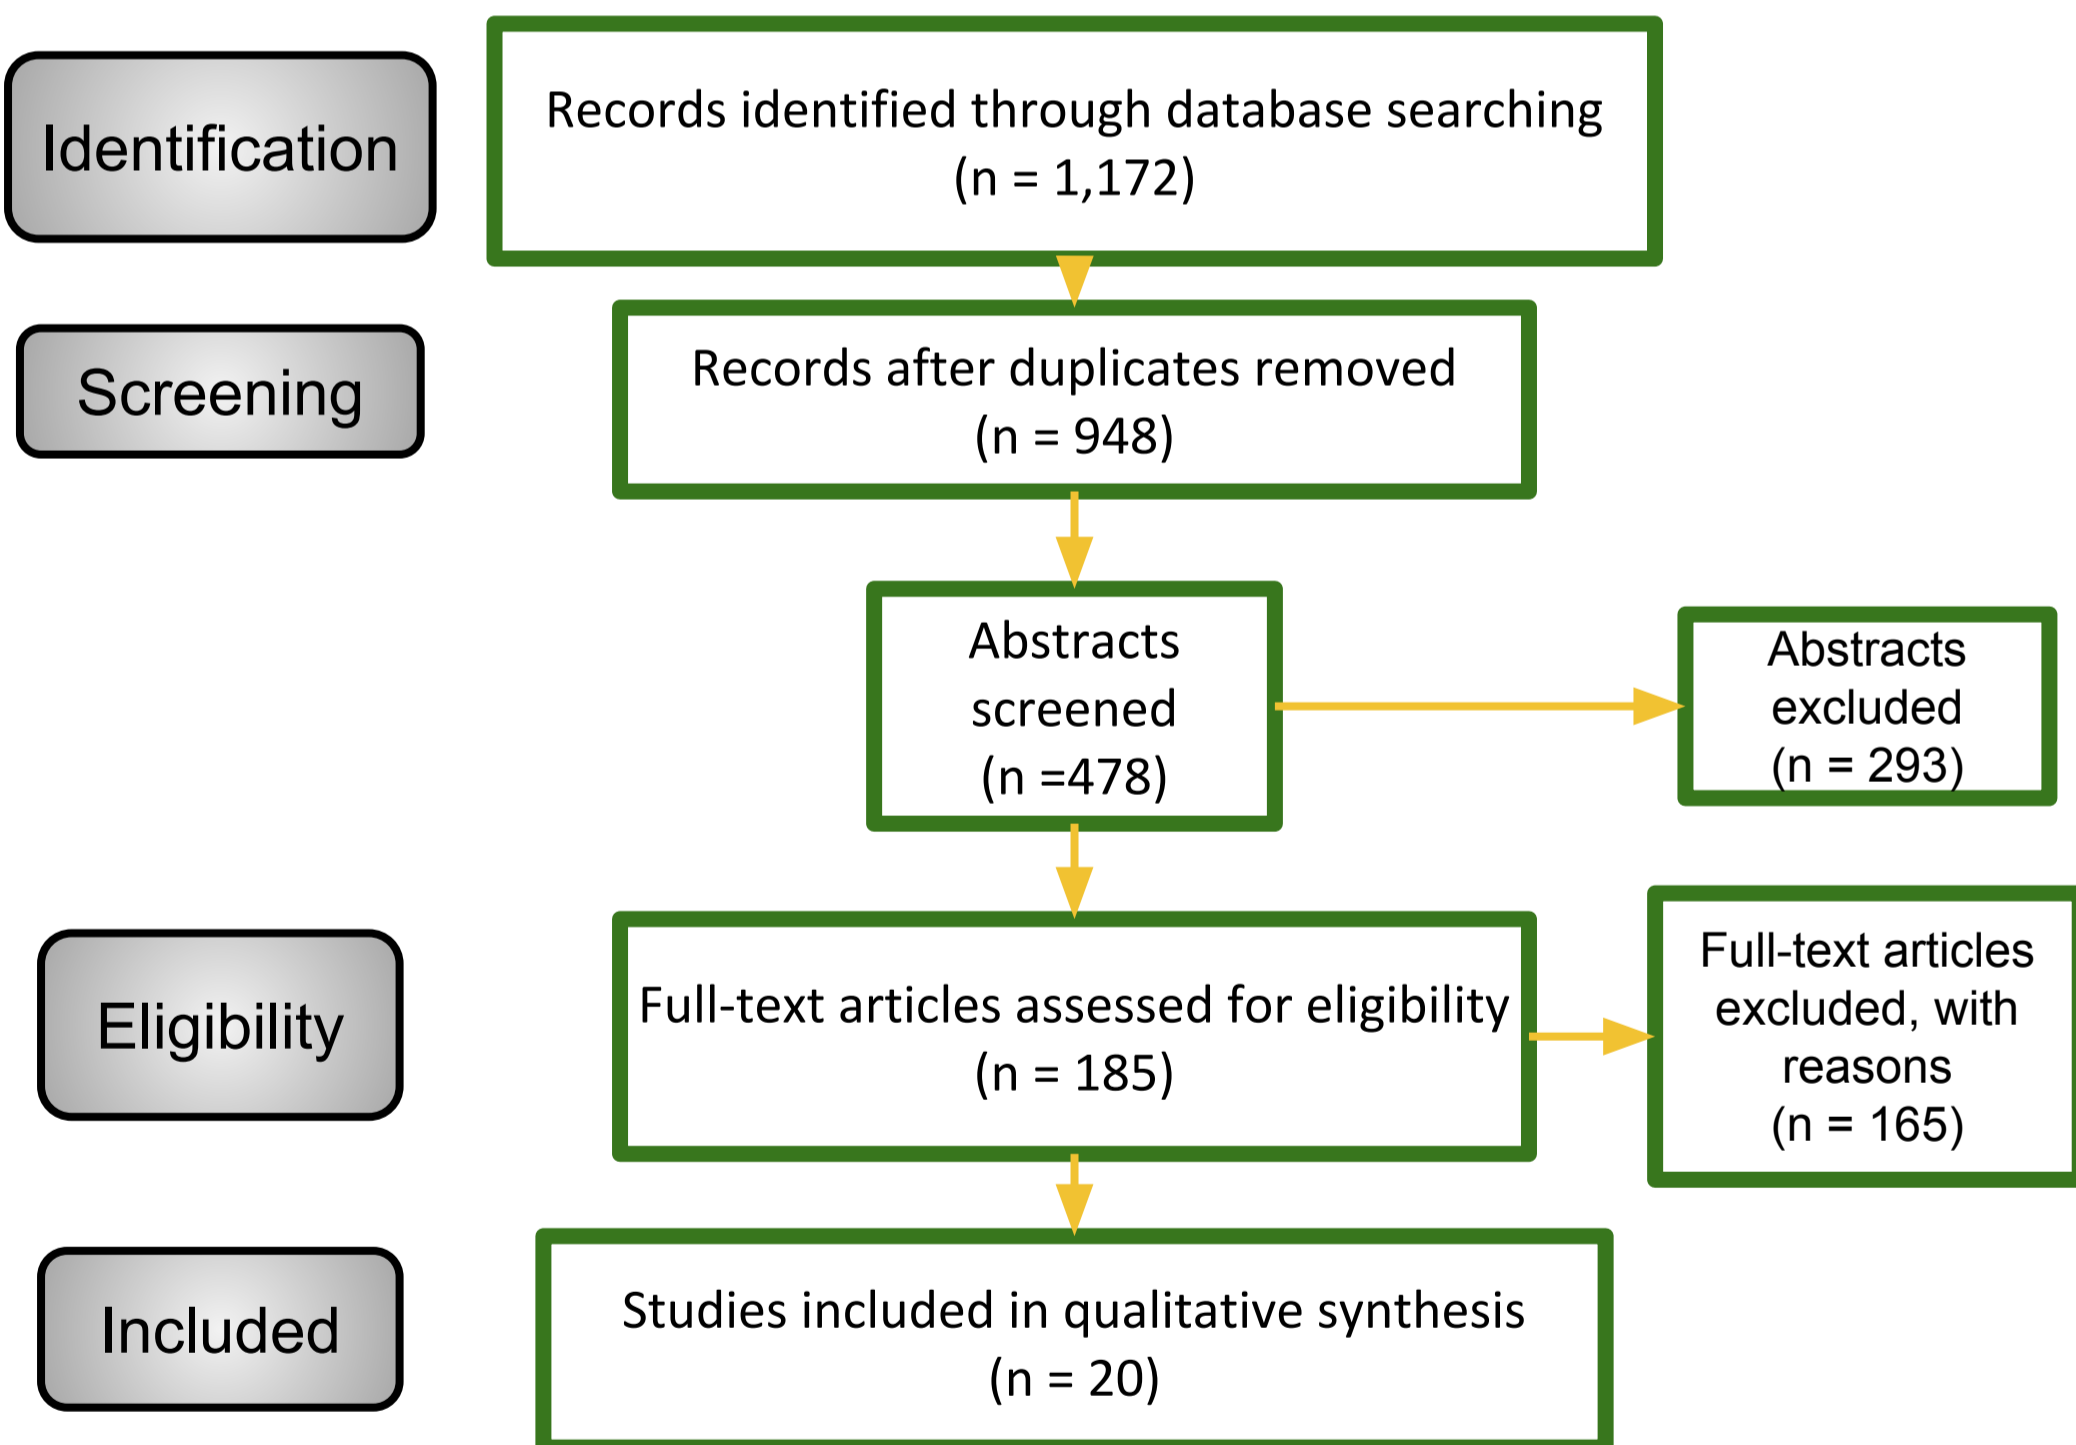 Identification
Records identified through database searching
(n = 1,172)
Screening
Records after duplicates removed
(n = 948)
Abstracts
screened
(n =478)
Abstracts
excluded
(n = 293)
Eligibility
Full-text articles assessed for eligibility
(n = 185)
Full-text articles
excluded, with
reasons
(n = 165)
Included
Studies included in qualitative synthesis
(n = 20)